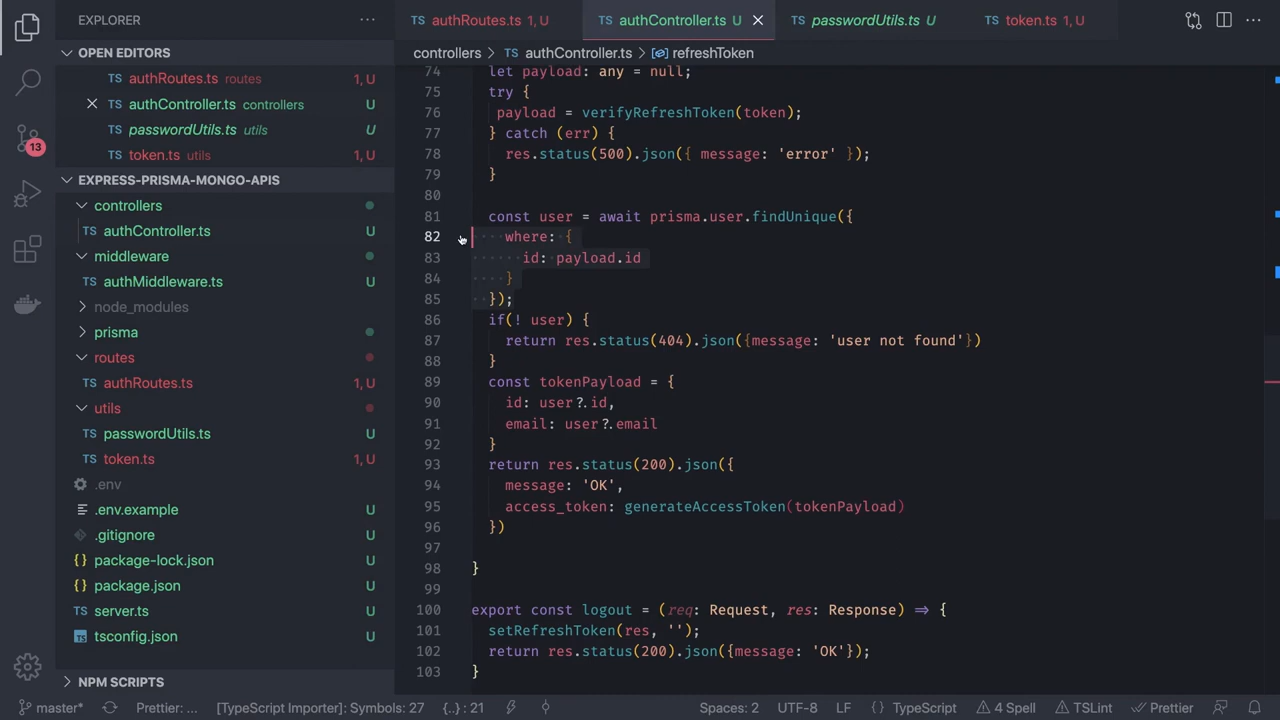 EXPLORER
OPEN EDITORS
TS authRoutes.ts routes 1, U
TS authController.ts controllers U
TS passwordUtils.ts utils U
TS token.ts utils 1, U
EXPRESS-PRISMA-MONGO-APIS
controllers
TS authController.ts U
middleware
TS authMiddleware.ts U
node_modules
prisma
routes
TS authRoutes.ts 1, U
utils
TS passwordUtils.ts U
TS token.ts 1, U
.env
.env.example U
.gitignore U
{} package-lock.json U
{} package.json U
TS server.ts U
tsconfig.json U
NPM SCRIPTS
13
TS authRoutes.ts 1, U
TS authController.ts U
TS passwordUtils.ts U
TS token.ts 1, U
controllers > TS authController.ts > refreshToken
74 let payload: any = null;
75 try {
76 payload = verifyRefreshToken(token);
77 } catch (err) {
78 res.status(500).json({ message: 'error' });
79 }
80
81 const user = await prisma.user.findUnique({
82 where: {
83 id: payload.id
84 }
85 });
86 if(! user) {
87 return res.status(404).json({message: 'user not found'})
88 }
89 const tokenPayload = {
90 id: user?.id,
91 email: user?.email
92 }
93 return res.status(200).json({
94 message: 'OK',
95 access_token: generateAccessToken(tokenPayload)
96 })
97
98 }
99
100 export const logout = (req: Request, res: Response) => {
101 setRefreshToken(res, '');
102 return res.status(200).json({message: 'OK'});
103 }
master* Prettier: ... [TypeScript Importer]: Symbols: 27 {..} : 21 Spaces: 2 UTF-8 LF {} TypeScript 4 Spell TSLint Prettier